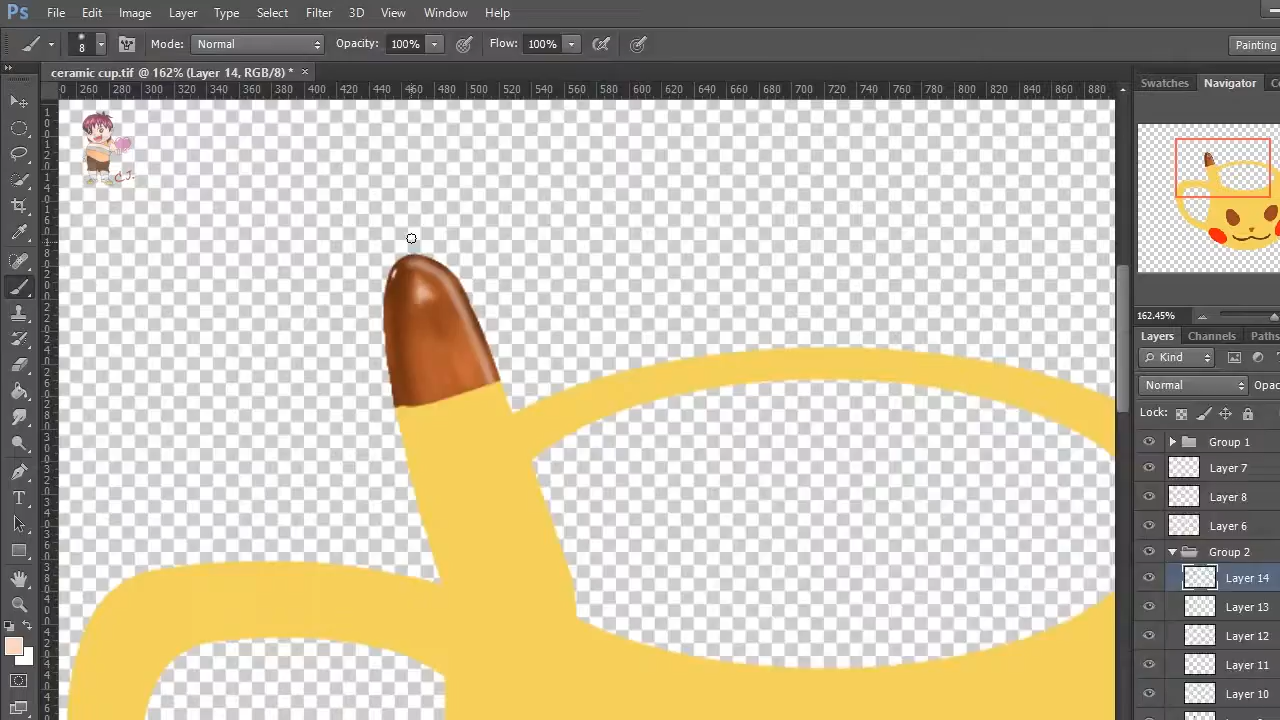 Ps File Edit Image Layer Type Select Filter 3D View Window Help
8 Mode: Normal Opacity: 100% Flow: 100% Painting
ceramic cup.tif @ 162% (Layer 14, RGB/8) * ×
260 280 300 320 340 360 380 400 420 440 460 480 500 520 540 560 580 600 620 640 660 680 700 720 740 760 780 800 820 840 860 880
Swatches Navigator
C.J.
162.45%
Layers Channels Paths
Kind
Normal Opac
Lock:
Group 1
Layer 7
Layer 8
Layer 6
Group 2
Layer 14
Layer 13
Layer 12
Layer 11
Layer 10